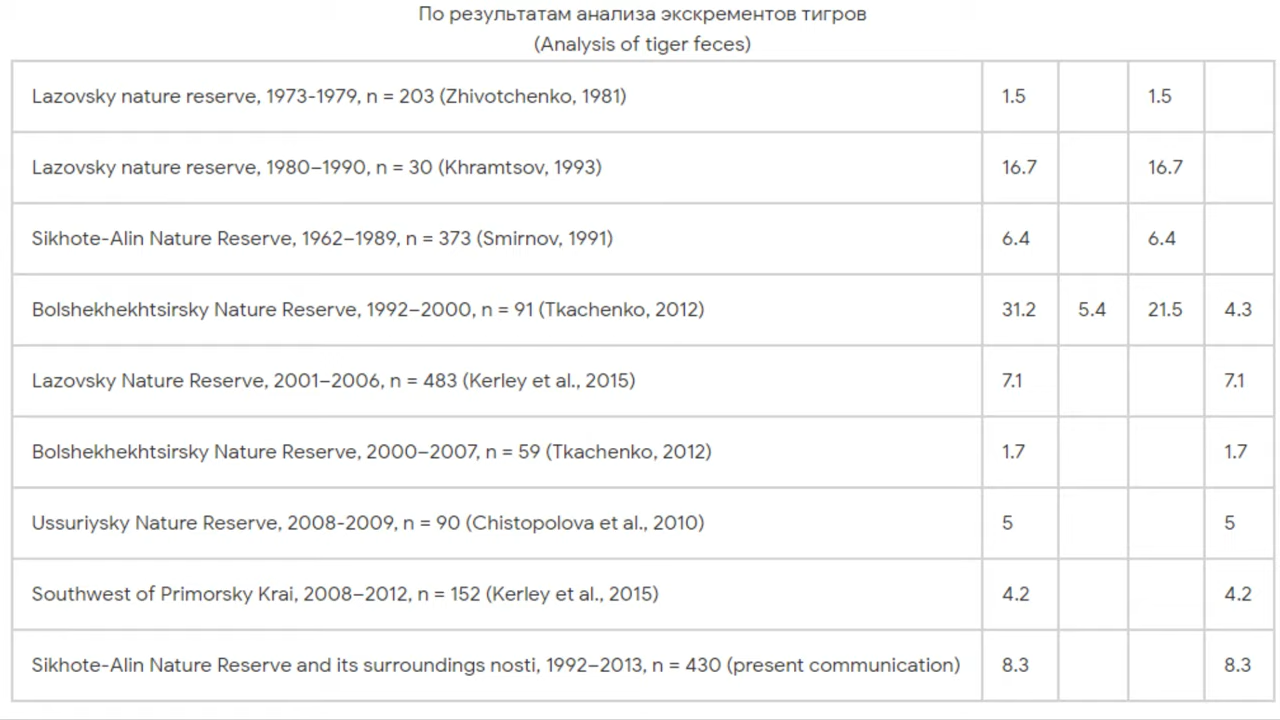 По результатам анализа экскрементов тигров
(Analysis of tiger feces)
Lazovsky nature reserve, 1973-1979, n = 203 (Zhivotchenko, 1981) 1.5 1.5
Lazovsky nature reserve, 1980–1990, n = 30 (Khramtsov, 1993) 16.7 16.7
Sikhote-Alin Nature Reserve, 1962–1989, n = 373 (Smirnov, 1991) 6.4 6.4
Bolshekhekhtsirsky Nature Reserve, 1992–2000, n = 91 (Tkachenko, 2012) 31.2 5.4 21.5 4.3
Lazovsky Nature Reserve, 2001–2006, n = 483 (Kerley et al., 2015) 7.1 7.1
Bolshekhekhtsirsky Nature Reserve, 2000–2007, n = 59 (Tkachenko, 2012) 1.7 1.7
Ussuriysky Nature Reserve, 2008-2009, n = 90 (Chistopolova et al., 2010) 5 5
Southwest of Primorsky Krai, 2008–2012, n = 152 (Kerley et al., 2015) 4.2 4.2
Sikhote-Alin Nature Reserve and its surroundings nosti, 1992–2013, n = 430 (present communication) 8.3 8.3